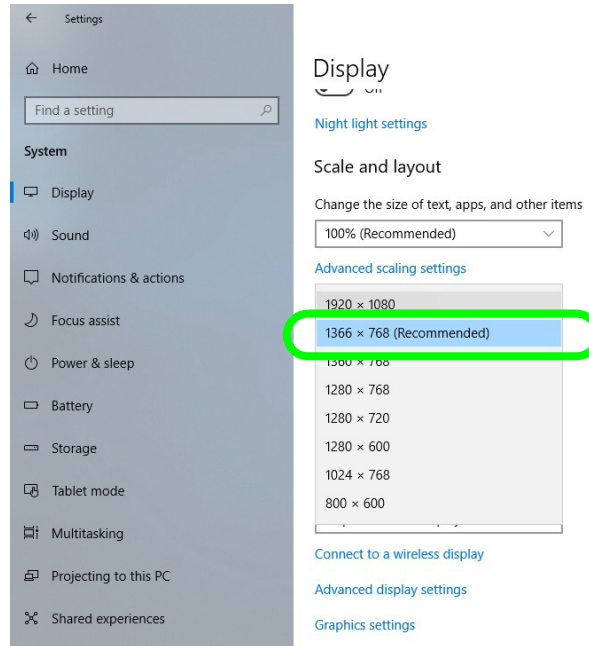 Settings
Home
Find a setting
System
Display
Sound
Notifications & actions
Focus assist
Power & sleep
Battery
Storage
Tablet mode
Multitasking
Projecting to this PC
Shared experiences
Display
Off
Night light settings
Scale and layout
Change the size of text, apps, and other items
100% (Recommended)
Advanced scaling settings
1920 × 1080
1366 × 768 (Recommended)
1360 × 768
1280 × 768
1280 × 720
1280 × 600
1024 × 768
800 × 600
Connect to a wireless display
Advanced display settings
Graphics settings